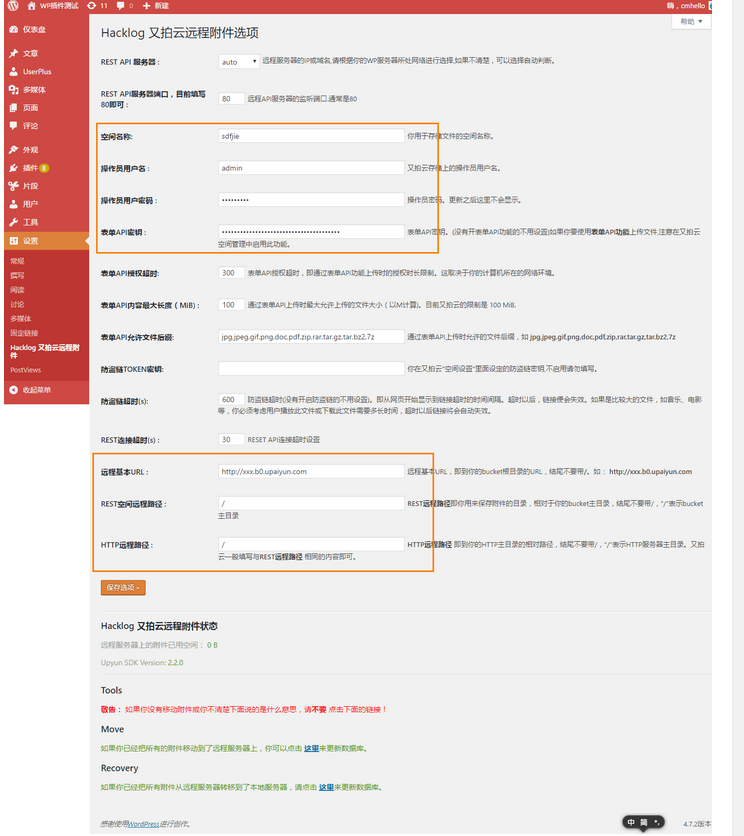 WP插件测试 11 0 新建 嗨，cmhello
帮助
仪表盘
文章
UserPlus
多媒体
页面
评论
外观
插件 8
片段
用户
工具
设置
常规
撰写
阅读
讨论
多媒体
固定链接
Hacklog 又拍云远程附
件
PostViews
收起菜单
Hacklog 又拍云远程附件选项
REST API 服务器： auto 远程服务器的IP或域名,请根据你的WP服务器所处网络进行选择,如果不清楚，可以选择自动判断。
REST API服务器端口，目前填写
80即可： 80 远程API服务器的监听端口,通常是80
空间名称: sdfjie 你用于存储文件的空间名称。
操作员用户名： admin 又拍云存储上的操作员用户名。
操作员用户密码： 操作员密码。更新之后这里不会显示。
表单API密钥： 表单API密钥。(没有开表单API功能的不用设置)如果你要使用表单API功能上传文件,注意在又拍云
空间管理中启用此功能。
表单API授权超时: 300 表单API授权超时，即通过表单API功能上传时的授权时长限制。这取决于你的计算机所在的网络环境。
表单API内容最大长度（MiB）: 100 通过表单API上传时最大允许上传的文件大小（以M计算)。目前又拍云的限制是 100 MiB.
表单API允许文件后缀: jpg,jpeg,gif,png,doc,pdf,zip,rar,tar.gz,tar.bz2,7z 通过表单API上传时允许的文件后缀，如 jpg,jpeg,gif,png,doc,pdf,zip,rar,tar.gz,tar.bz2,7z
防盗链TOKEN密钥: 你在又拍云"空间设置"里面设定的防盗链密钥,不启用请勿填写。
防盗链超时(s): 600 防盗链超时(没有开启防盗链的不用设置)。即从网页开始显示到链接超时的时间间隔。超时以后，链接便会失效。如果是比较大的文件，如音乐、电影
等，你必须考虑用户播放此文件或下载此文件需要多长时间，超时以后链接将会自动失效。
REST连接超时(s)： 30 RESET API连接超时设置
远程基本URL： http://xxx.b0.upaiyun.com 远程基本URL，即到你的bucket根目录的URL，结尾不要带/。如： http://xxx.b0.upaiyun.com
REST空间远程路径： / REST远程路径即你用来保存附件的目录，相对于你的bucket主目录，结尾不要带/，"/"表示bucket
主目录
HTTP远程路径： / HTTP远程路径 即到你的HTTP主目录的相对路径，结尾不要带/，"/"表示HTTP服务器主目录。又拍
云一般填写与REST远程路径 相同的内容即可。
保存选项 »
Hacklog 又拍云远程附件状态
远程服务器上的附件已用空间： 0 B
Upyun SDK Version: 2.2.0
Tools
敬告： 如果你没有移动附件或你不清楚下面说的是什么意思，请不要 点击下面的链接！
Move
如果你已经把所有的附件移动到了远程服务器上，你可以点击 这里来更新数据库。
Recovery
如果你已经把所有附件从远程服务器转移到了本地服务器，请点击 这里来更新数据库。
感谢使用WordPress进行创作。
中 简
4.7.2版本